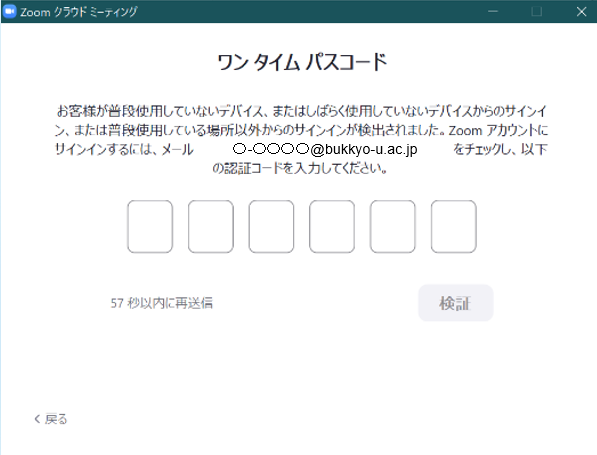 Zoom クラウド ミーティング
ワン タイム パスコード
お客様が普段使用していないデバイス、またはしばらく使用していないデバイスからのサインイ
ン、または普段使用している場所以外からのサインインが検出されました。Zoom アカウントに
サインインするには、メール 〇-〇〇〇〇@bukkyo-u.ac.jp をチェックし、以下
の認証コードを入力してください。
57 秒以内に再送信
検証
戻る